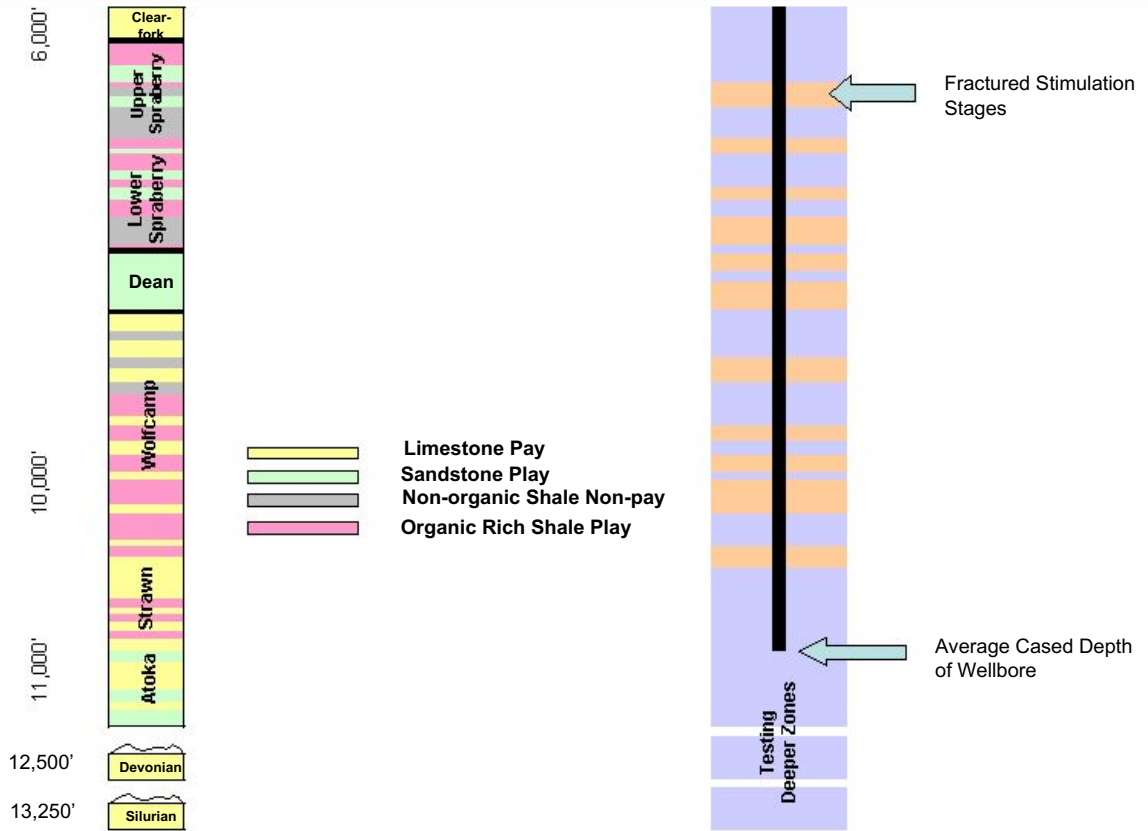 6,000'
Clear-
fork
Upper
Spraberry
Lower
Spraberry
Dean
Wolfcamp
10,000'
Strawn
Atoka
11,000'
12,500’
Devonian
13,250’
Silurian
Limestone Pay
Sandstone Play
Non-organic Shale Non-pay
Organic Rich Shale Play
Fractured Stimulation
Stages
Average Cased Depth
of Wellbore
Testing
Deeper Zones